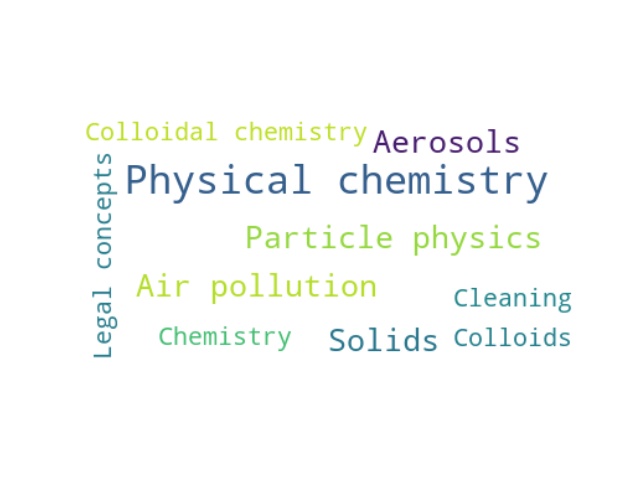 Colloidal chemistry
Aerosols
Legal concepts
Physical chemistry
Particle physics
Air pollution
Cleaning
Chemistry
Solids
Colloids